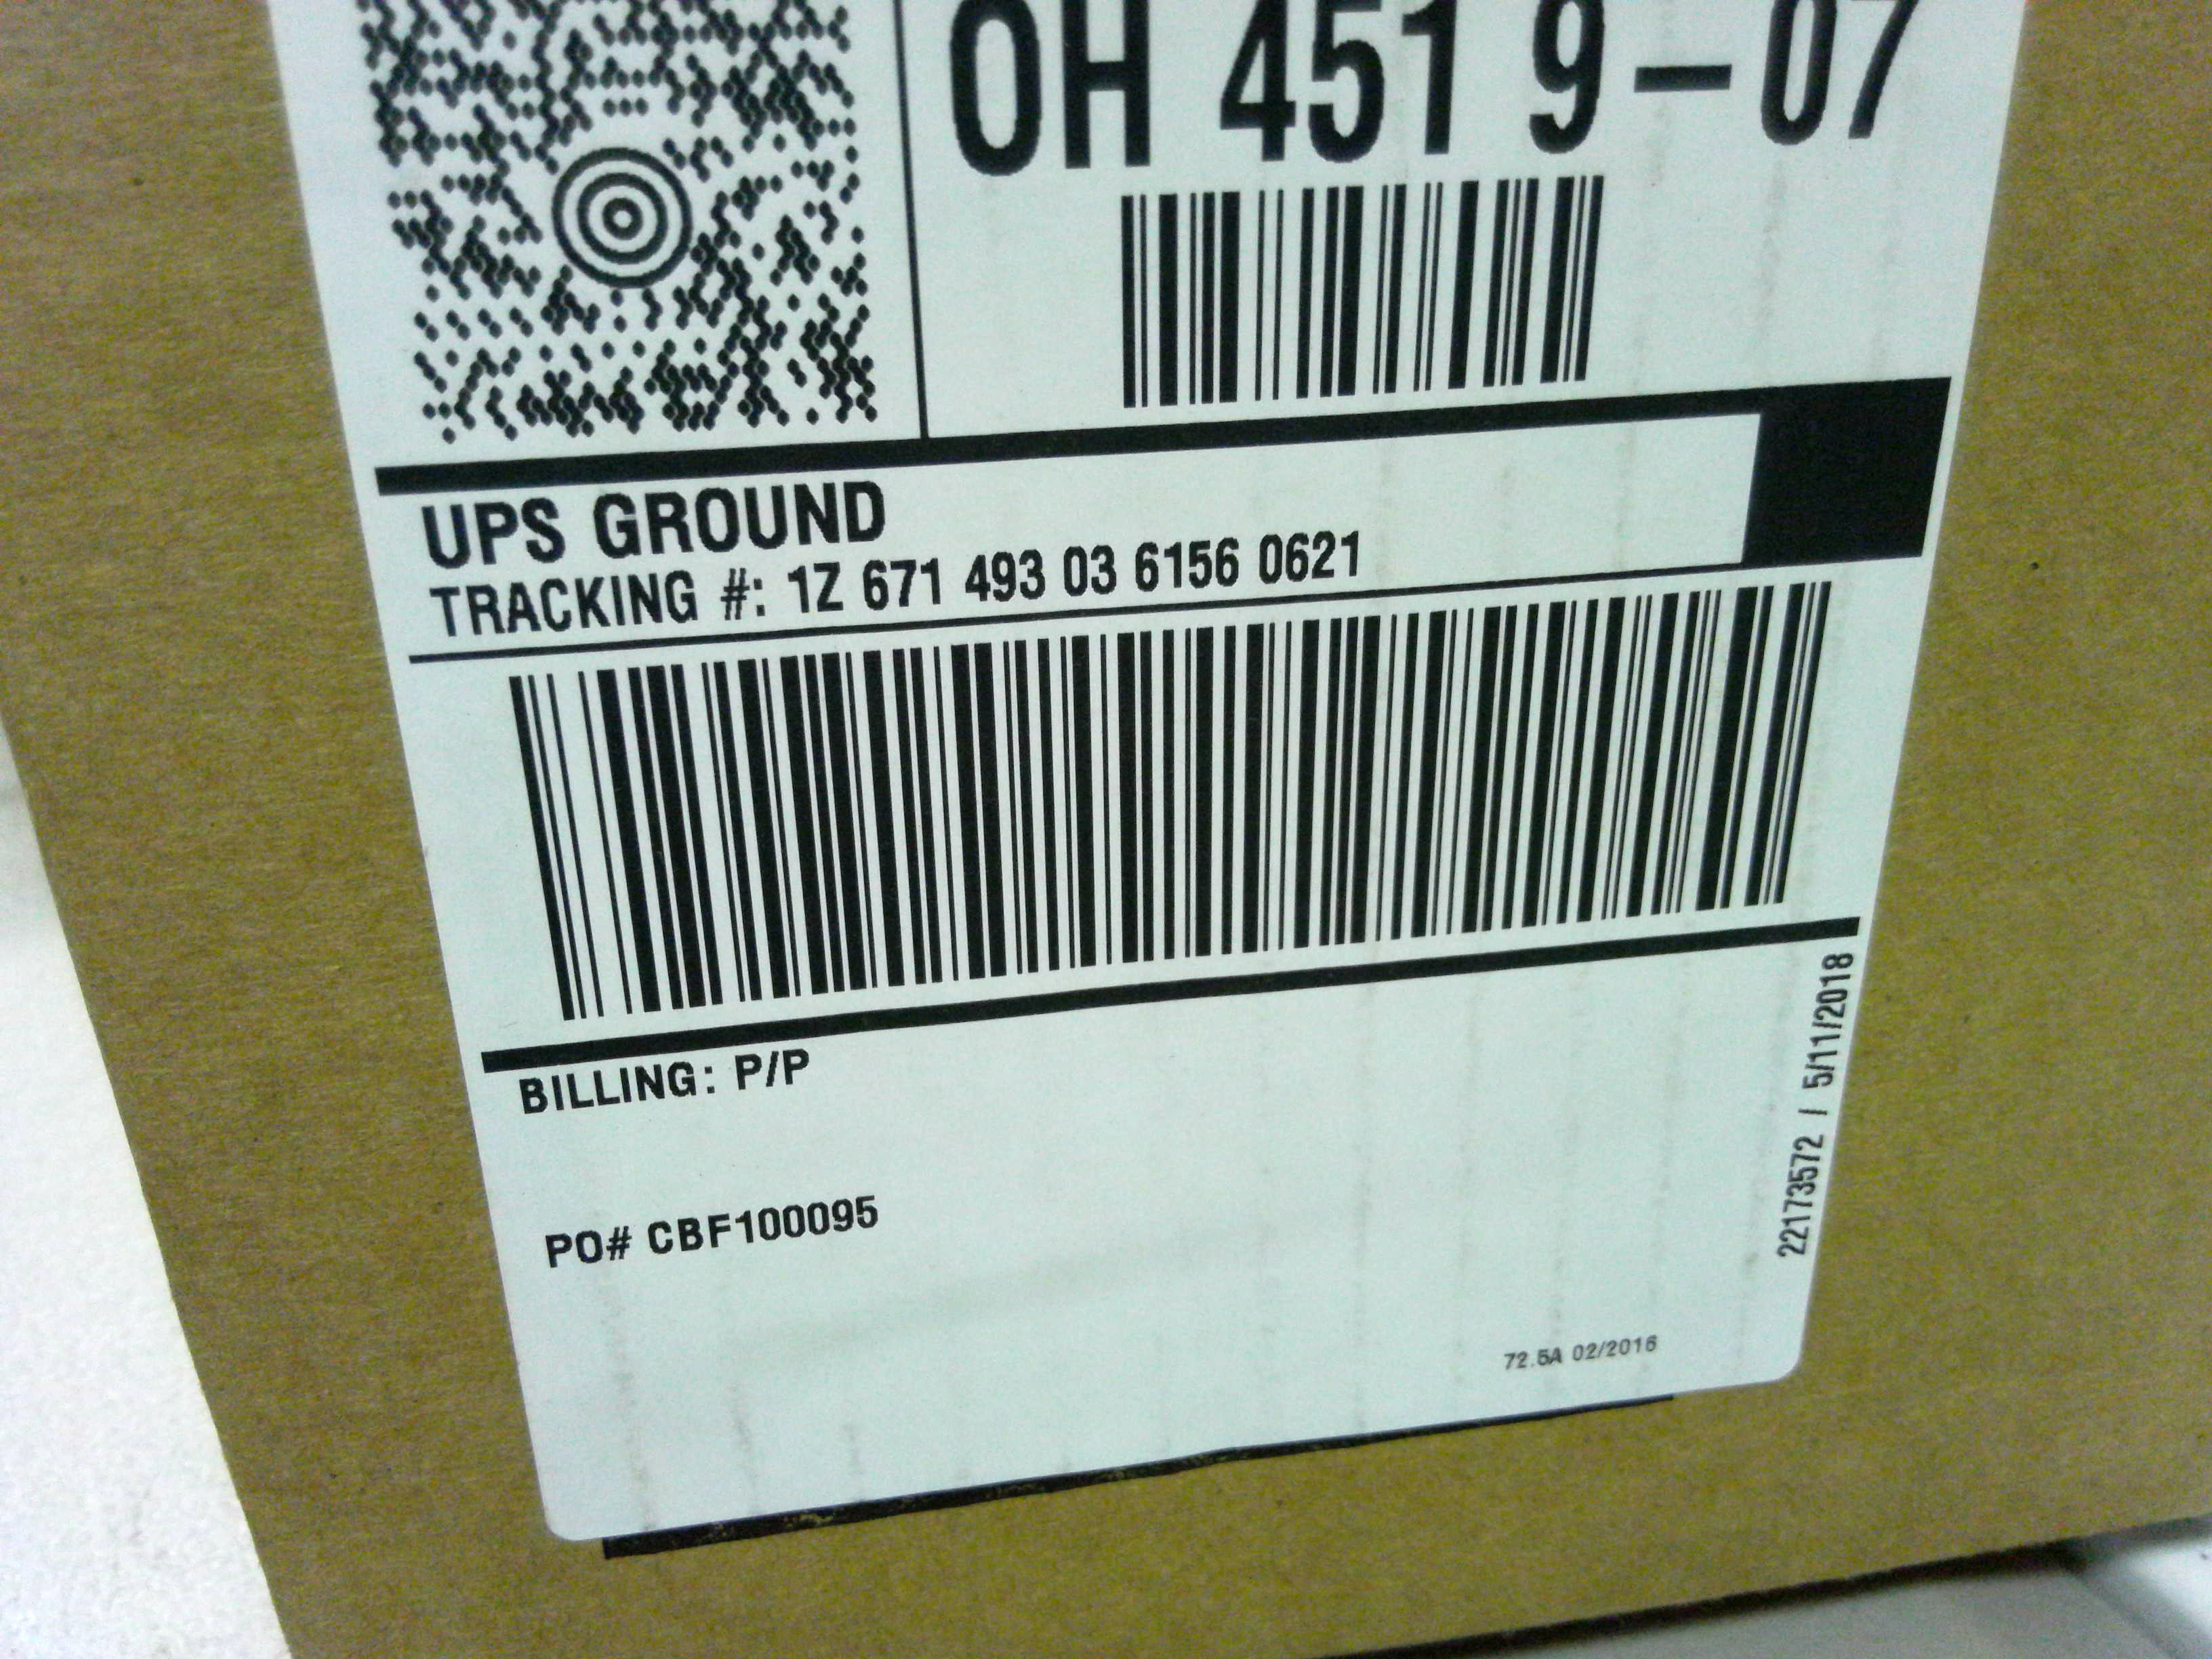 OH 451 9-07
UPS GROUND
TRACKING #: 1Z 671 493 03 6156 0621
BILLING: P/P
PO# CBF100095
22173572 / 5/11/2018
72.5A 02/2016